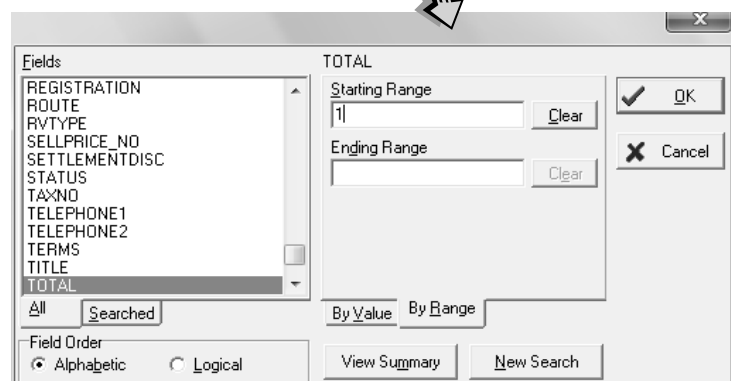 Fields
REGISTRATION
ROUTE
RVTYPE
SELLPRICE_NO
SETTLEMENTDISC
STATUS
TAXNO
TELEPHONE1
TELEPHONE2
TERMS
TITLE
TOTAL
All Searched
Field Order
Alphabetic Logical
TOTAL
Starting Range
1 Clear
Ending Range
Clear
By Value By Range
View Summary New Search
OK
Cancel